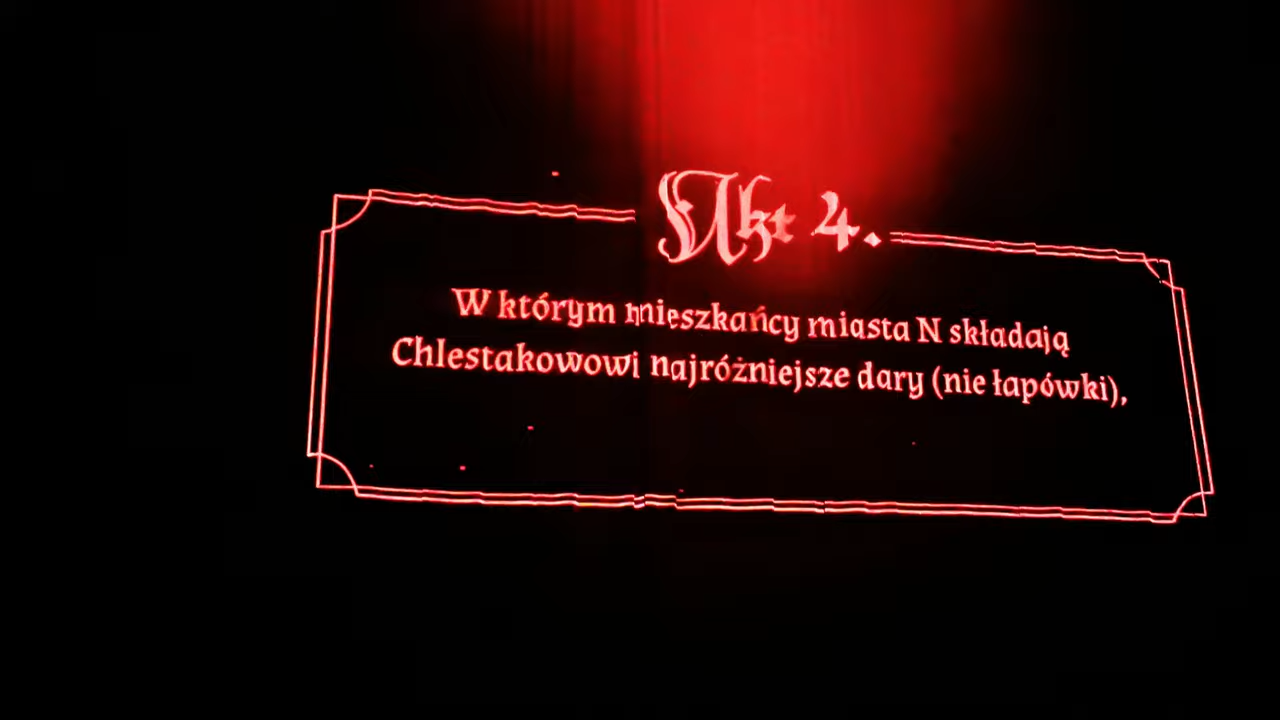 Akt 4.
W którym mieszkańcy miasta N składają
Chlestakowowi najróżniejsze dary (nie łapówki),